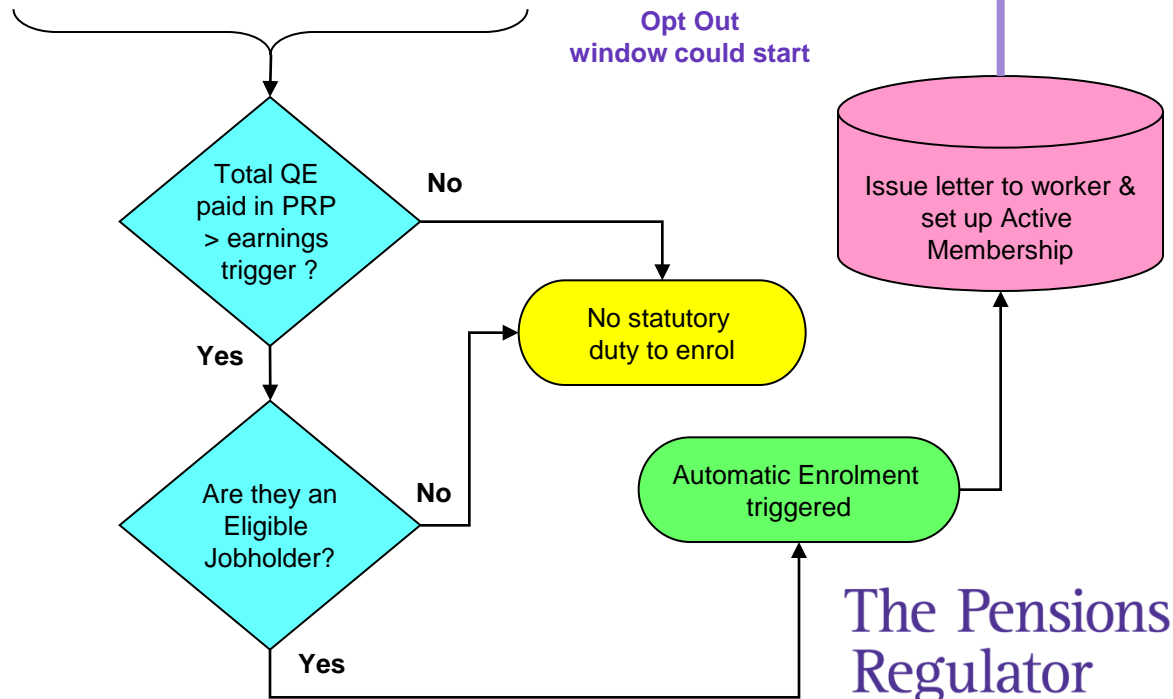 Opt Out
window could start
Total QE
paid in PRP
> earnings
trigger ?
No
Issue letter to worker &
set up Active
Membership
No statutory
duty to enrol
Yes
Are they an
Eligible
Jobholder?
No
Automatic Enrolment
triggered
Yes
The Pensions
Regulator